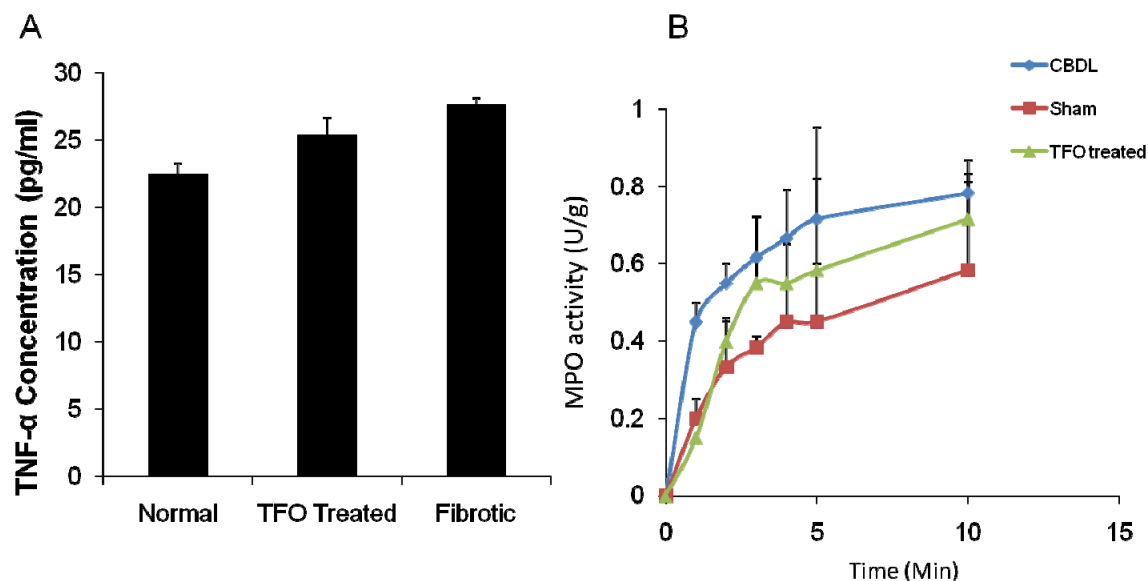 A
TNF-α Concentration (pg/ml)
30
25
20
15
10
5
0
Normal TFO Treated Fibrotic
B
CBDL
Sham
TFO treated
MPO activity (U/g)
1
0.8
0.6
0.4
0.2
0
0 5 10 15
Time (Min)